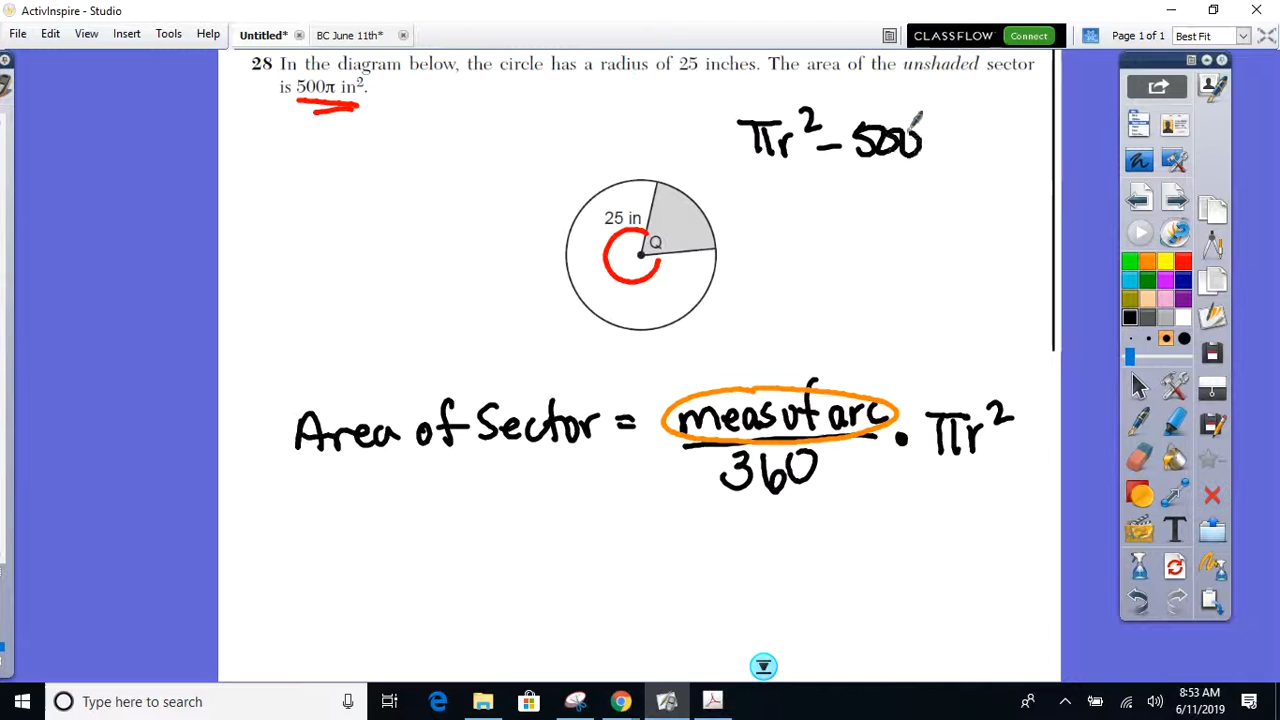 ActivInspire - Studio
File Edit View Insert Tools Help
Untitled*
BC June 11th*
CLASSFLOW Connect
Page 1 of 1
Best Fit
28 In the diagram below, the circle has a radius of 25 inches. The area of the unshaded sector
is 500π in².
πr² - 500
25 in
Q
Area of Sector = meas of arc / 360 · πr²
T
Type here to search
8:53 AM
6/11/2019